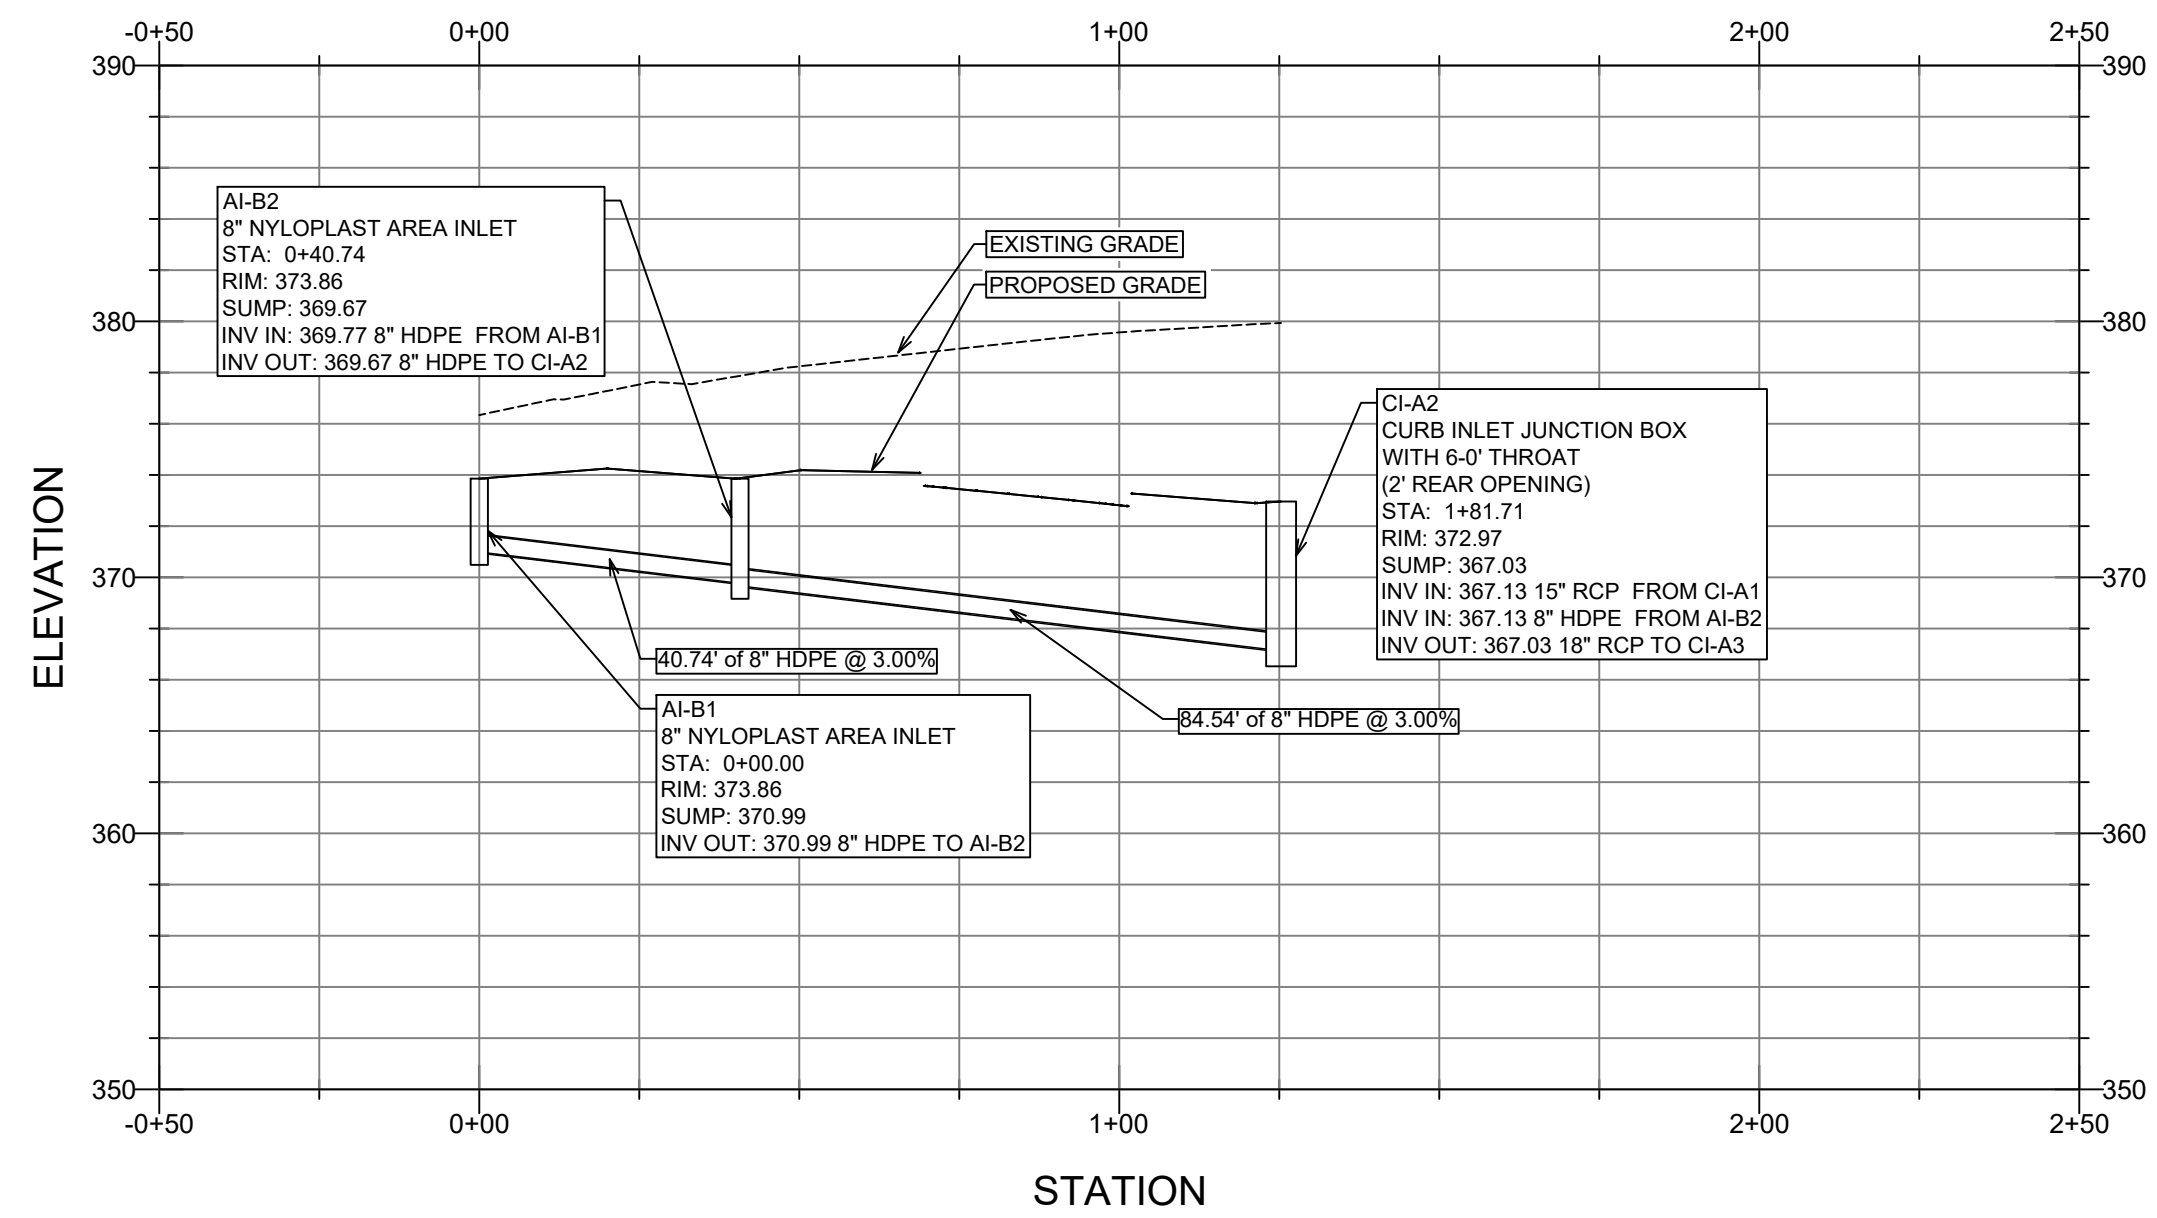 -0+50 0+00 1+00 2+00 2+50
390 390
AI-B2
8" NYLOPLAST AREA INLET
STA: 0+40.74
RIM: 373.86
SUMP: 369.67
INV IN: 369.77 8" HDPE FROM AI-B1
INV OUT: 369.67 8" HDPE TO CI-A2
EXISTING GRADE
PROPOSED GRADE
380 380
CI-A2
CURB INLET JUNCTION BOX
WITH 6-0' THROAT
(2' REAR OPENING)
STA: 1+81.71
RIM: 372.97
SUMP: 367.03
INV IN: 367.13 15" RCP FROM CI-A1
INV IN: 367.13 8" HDPE FROM AI-B2
INV OUT: 367.03 18" RCP TO CI-A3
ELEVATION
370 370
40.74' of 8" HDPE @ 3.00%
AI-B1
8" NYLOPLAST AREA INLET
STA: 0+00.00
RIM: 373.86
SUMP: 370.99
INV OUT: 370.99 8" HDPE TO AI-B2
84.54' of 8" HDPE @ 3.00%
360 360
350 350
-0+50 0+00 1+00 2+00 2+50
STATION